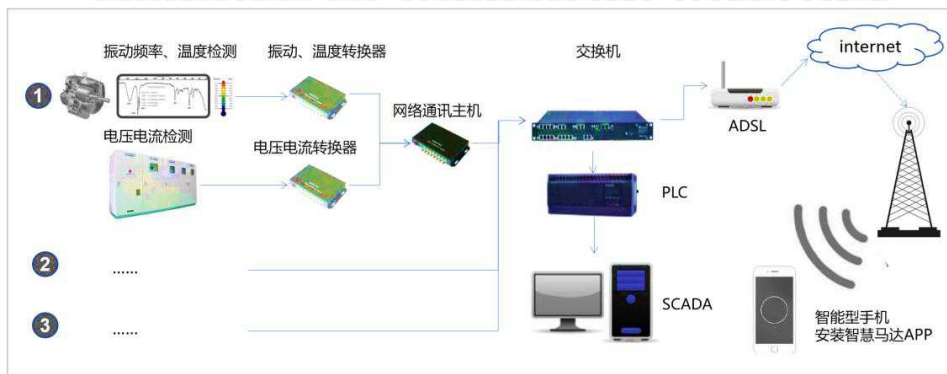 振动频率、温度检测
振动、温度转换器
交换机
internet
1
网络通讯主机
ADSL
电压电流检测
电压电流转换器
PLC
2
……
SCADA
3
……
智能型手机
安装智慧马达APP